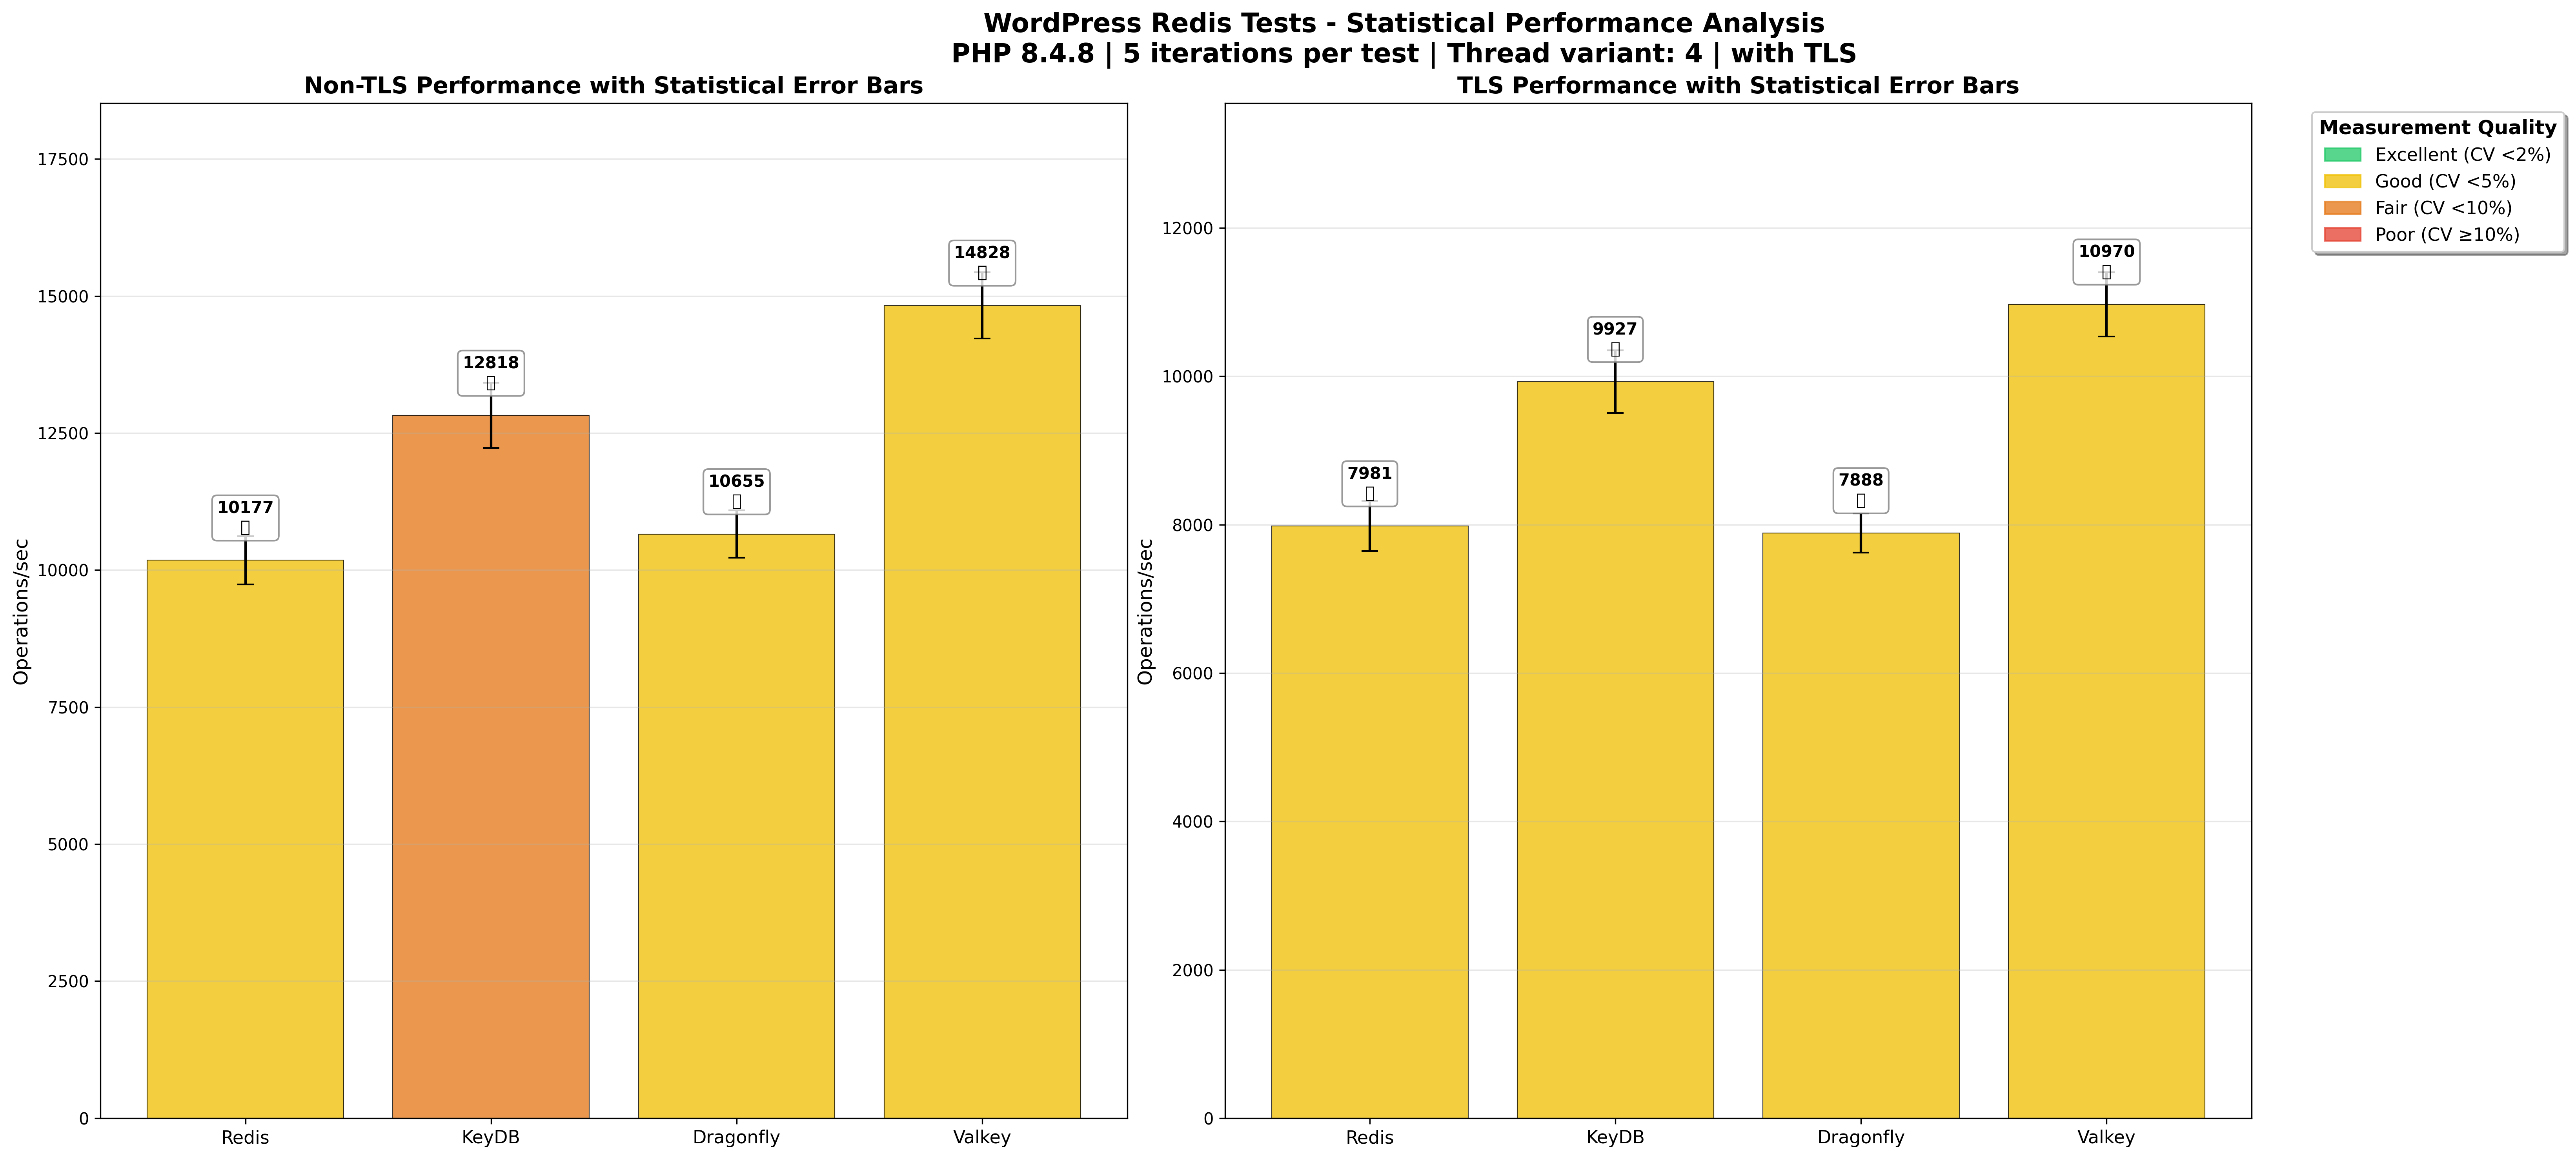 WordPress Redis Tests - Statistical Performance Analysis
PHP 8.4.8 | 5 iterations per test | Thread variant: 4 | with TLS
Non-TLS Performance with Statistical Error Bars
Operations/sec
17500
15000
12500
10000
7500
5000
2500
0
10177
12818
10655
14828
Redis
KeyDB
Dragonfly
Valkey
TLS Performance with Statistical Error Bars
Operations/sec
12000
10000
8000
6000
4000
2000
0
7981
9927
7888
10970
Redis
KeyDB
Dragonfly
Valkey
Measurement Quality
Excellent (CV <2%)
Good (CV <5%)
Fair (CV <10%)
Poor (CV ≥10%)